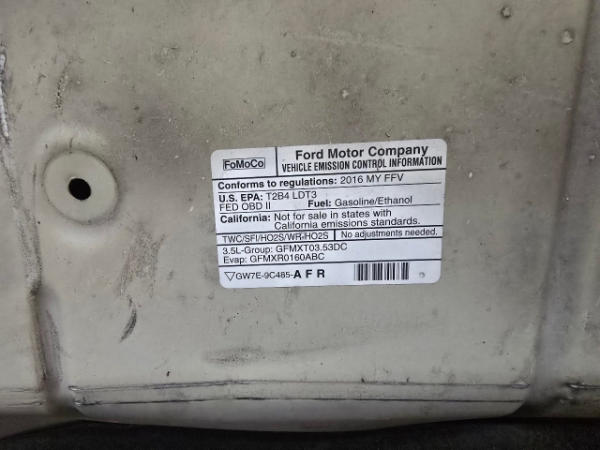 FoMoCo
Ford Motor Company
VEHICLE EMISSION CONTROL INFORMATION
Conforms to regulations: 2016 MY FFV
U.S. EPA: T2B4 LDT3
FED OBD II Fuel: Gasoline/Ethanol
California: Not for sale in states with
California emissions standards.
TWC/SFI/HO2S/WR-HO2S No adjustments needed.
3.5L-Group: GFMXT03.53DC
Evap: GFMXR0160ABC
▽GW7E-9C485-AFR